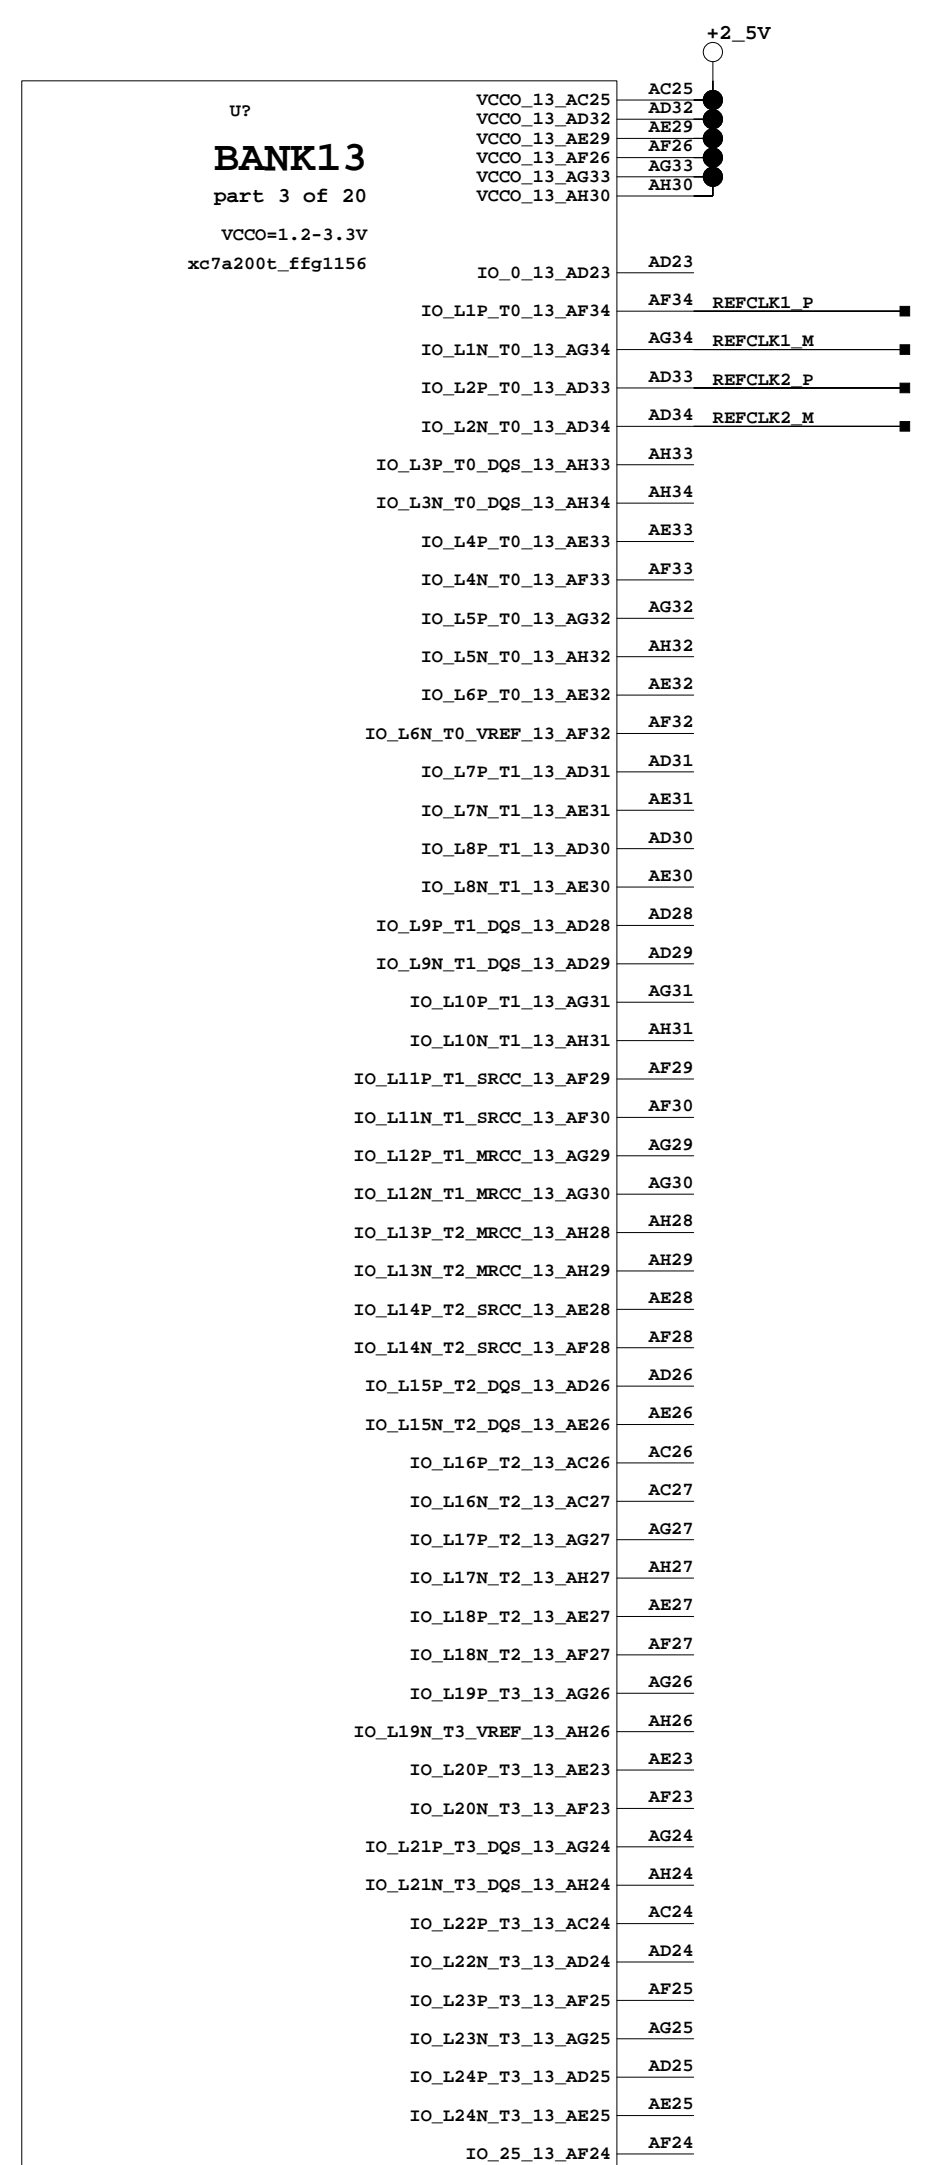 +2_5V
U?
BANK13
part 3 of 20
VCCO=1.2-3.3V
xc7a200t_ffg1156
VCCO_13_AC25 AC25
VCCO_13_AD32 AD32
VCCO_13_AE29 AE29
VCCO_13_AF26 AF26
VCCO_13_AG33 AG33
VCCO_13_AH30 AH30
IO_0_13_AD23 AD23
IO_L1P_T0_13_AF34 AF34 REFCLK1_P
IO_L1N_T0_13_AG34 AG34 REFCLK1_M
IO_L2P_T0_13_AD33 AD33 REFCLK2_P
IO_L2N_T0_13_AD34 AD34 REFCLK2_M
IO_L3P_T0_DQS_13_AH33 AH33
IO_L3N_T0_DQS_13_AH34 AH34
IO_L4P_T0_13_AE33 AE33
IO_L4N_T0_13_AF33 AF33
IO_L5P_T0_13_AG32 AG32
IO_L5N_T0_13_AH32 AH32
IO_L6P_T0_13_AE32 AE32
IO_L6N_T0_VREF_13_AF32 AF32
IO_L7P_T1_13_AD31 AD31
IO_L7N_T1_13_AE31 AE31
IO_L8P_T1_13_AD30 AD30
IO_L8N_T1_13_AE30 AE30
IO_L9P_T1_DQS_13_AD28 AD28
IO_L9N_T1_DQS_13_AD29 AD29
IO_L10P_T1_13_AG31 AG31
IO_L10N_T1_13_AH31 AH31
IO_L11P_T1_SRCC_13_AF29 AF29
IO_L11N_T1_SRCC_13_AF30 AF30
IO_L12P_T1_MRCC_13_AG29 AG29
IO_L12N_T1_MRCC_13_AG30 AG30
IO_L13P_T2_MRCC_13_AH28 AH28
IO_L13N_T2_MRCC_13_AH29 AH29
IO_L14P_T2_SRCC_13_AE28 AE28
IO_L14N_T2_SRCC_13_AF28 AF28
IO_L15P_T2_DQS_13_AD26 AD26
IO_L15N_T2_DQS_13_AE26 AE26
IO_L16P_T2_13_AC26 AC26
IO_L16N_T2_13_AC27 AC27
IO_L17P_T2_13_AG27 AG27
IO_L17N_T2_13_AH27 AH27
IO_L18P_T2_13_AE27 AE27
IO_L18N_T2_13_AF27 AF27
IO_L19P_T3_13_AG26 AG26
IO_L19N_T3_VREF_13_AH26 AH26
IO_L20P_T3_13_AE23 AE23
IO_L20N_T3_13_AF23 AF23
IO_L21P_T3_DQS_13_AG24 AG24
IO_L21N_T3_DQS_13_AH24 AH24
IO_L22P_T3_13_AC24 AC24
IO_L22N_T3_13_AD24 AD24
IO_L23P_T3_13_AF25 AF25
IO_L23N_T3_13_AG25 AG25
IO_L24P_T3_13_AD25 AD25
IO_L24N_T3_13_AE25 AE25
IO_25_13_AF24 AF24